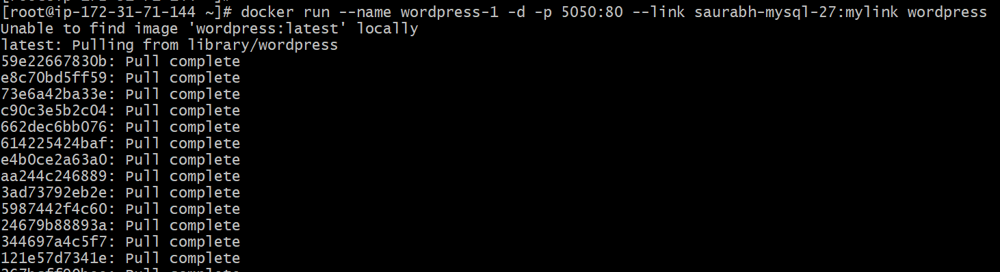 [root@ip-172-31-71-144 ~]# docker run --name wordpress-1 -d -p 5050:80 --link saurabh-mysql-27:mylink wordpress
Unable to find image 'wordpress:latest' locally
latest: Pulling from library/wordpress
59e22667830b: Pull complete
e8c70bd5ff59: Pull complete
73e6a42ba33e: Pull complete
c90c3e5b2c04: Pull complete
662dec6bb076: Pull complete
614225424baf: Pull complete
e4b0ce2a63a0: Pull complete
aa244c246889: Pull complete
3ad73792eb2e: Pull complete
5987442f4c60: Pull complete
24679b88893a: Pull complete
344697a4c5f7: Pull complete
121e57d7341e: Pull complete
Pull complete